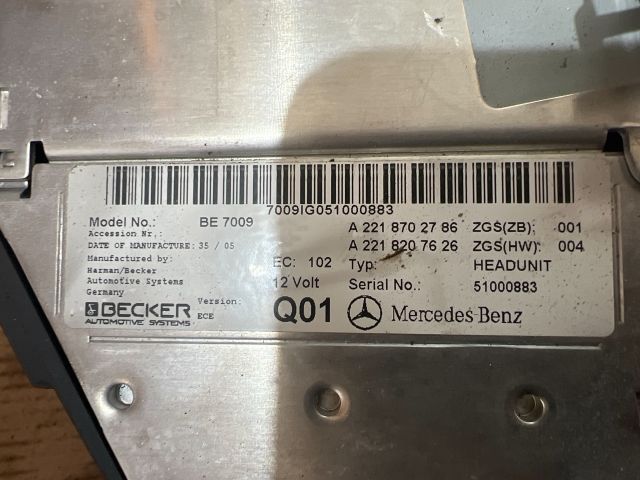 7009IG051000883
Model No.: BE 7009 A 221 870 27 86 ZGS(ZB): 001
Accession Nr.: A 221 820 76 26 ZGS(HW): 004
DATE OF MANUFACTURE: 35 / 05
Manufactured by: EC: 102 Typ: HEADUNIT
Harman/Becker
Automotive Systems 12 Volt Serial No.: 51000883
Germany
BECKER Version: Q01 Mercedes-Benz
AUTOMOTIVE SYSTEMS ECE